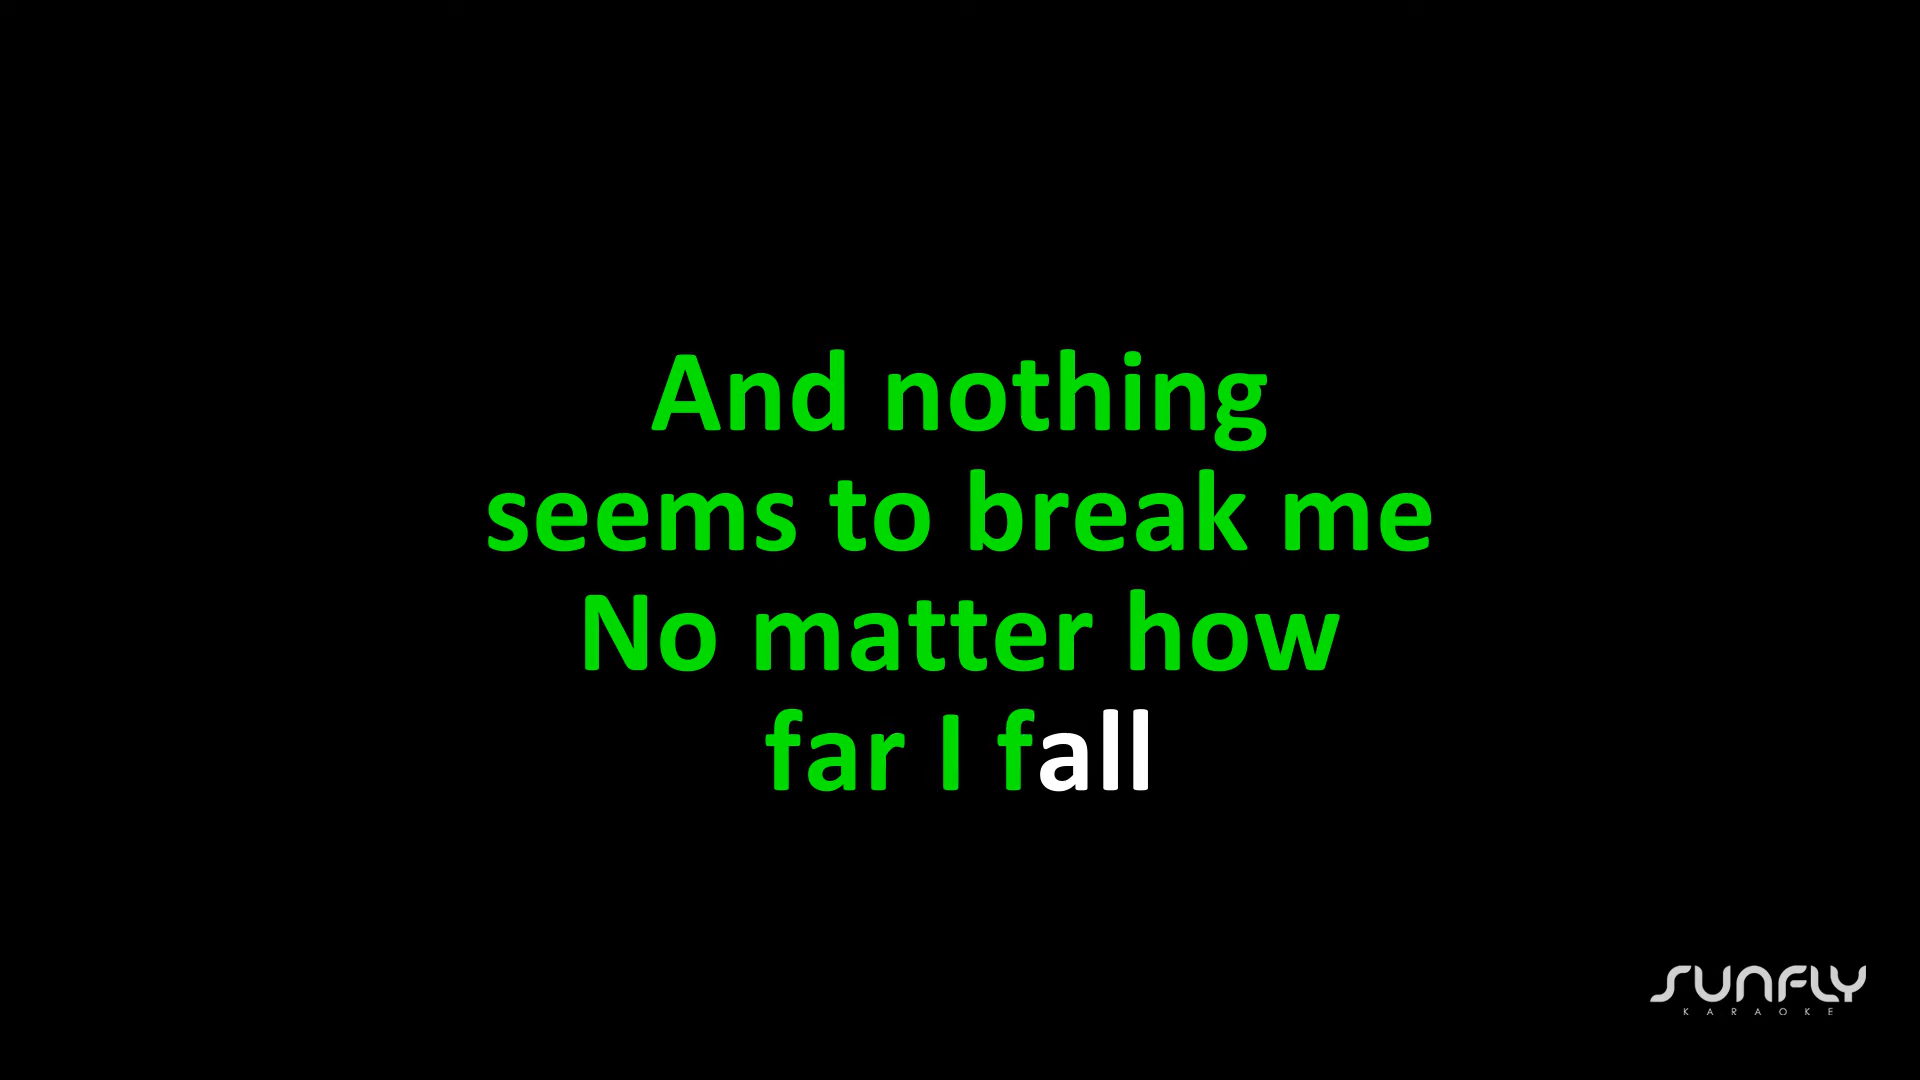 And nothing
seems to break me
No matter how
far I fall
SUNFLY
KARAOKE